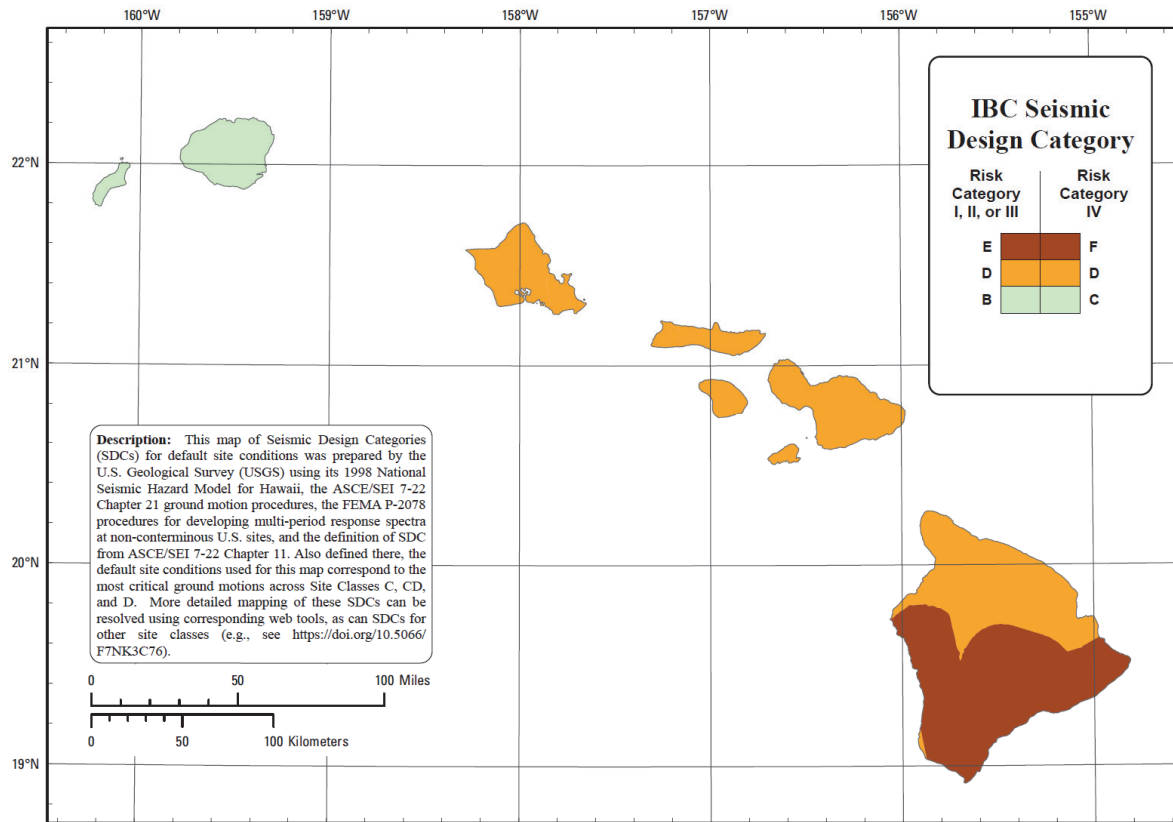 160°W
159°W
158°W
157°W
156°W
155°W
22°N
21°N
20°N
19°N
IBC Seismic
Design Category
Risk
Category
I, II, or III
Risk
Category
IV
E
F
D
D
B
C
Description: This map of Seismic Design Categories
(SDCs) for default site conditions was prepared by the
U.S. Geological Survey (USGS) using its 1998 National
Seismic Hazard Model for Hawaii, the ASCE/SEI 7-22
Chapter 21 ground motion procedures, the FEMA P-2078
procedures for developing multi-period response spectra
at non-conterminous U.S. sites, and the definition of SDC
from ASCE/SEI 7-22 Chapter 11. Also defined there, the
default site conditions used for this map correspond to the
most critical ground motions across Site Classes C, CD,
and D. More detailed mapping of these SDCs can be
resolved using corresponding web tools, as can SDCs for
other site classes (e.g., see https://doi.org/10.5066/
F7NK3C76).
0 50 100 Miles
0 50 100 Kilometers